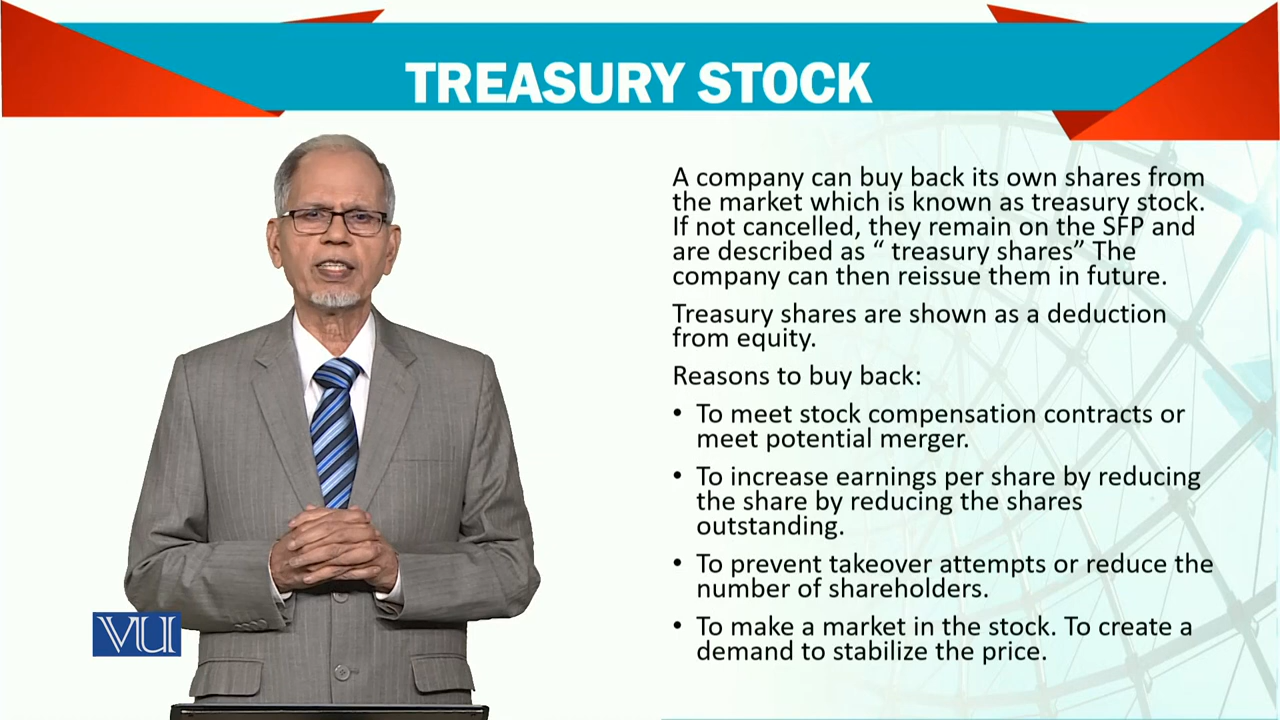 TREASURY STOCK
A company can buy back its own shares from
the market which is known as treasury stock.
If not cancelled, they remain on the SFP and
are described as “ treasury shares” The
company can then reissue them in future.
Treasury shares are shown as a deduction
from equity.
Reasons to buy back:
• To meet stock compensation contracts or
meet potential merger.
• To increase earnings per share by reducing
the share by reducing the shares
outstanding.
• To prevent takeover attempts or reduce the
number of shareholders.
• To make a market in the stock. To create a
demand to stabilize the price.
VU